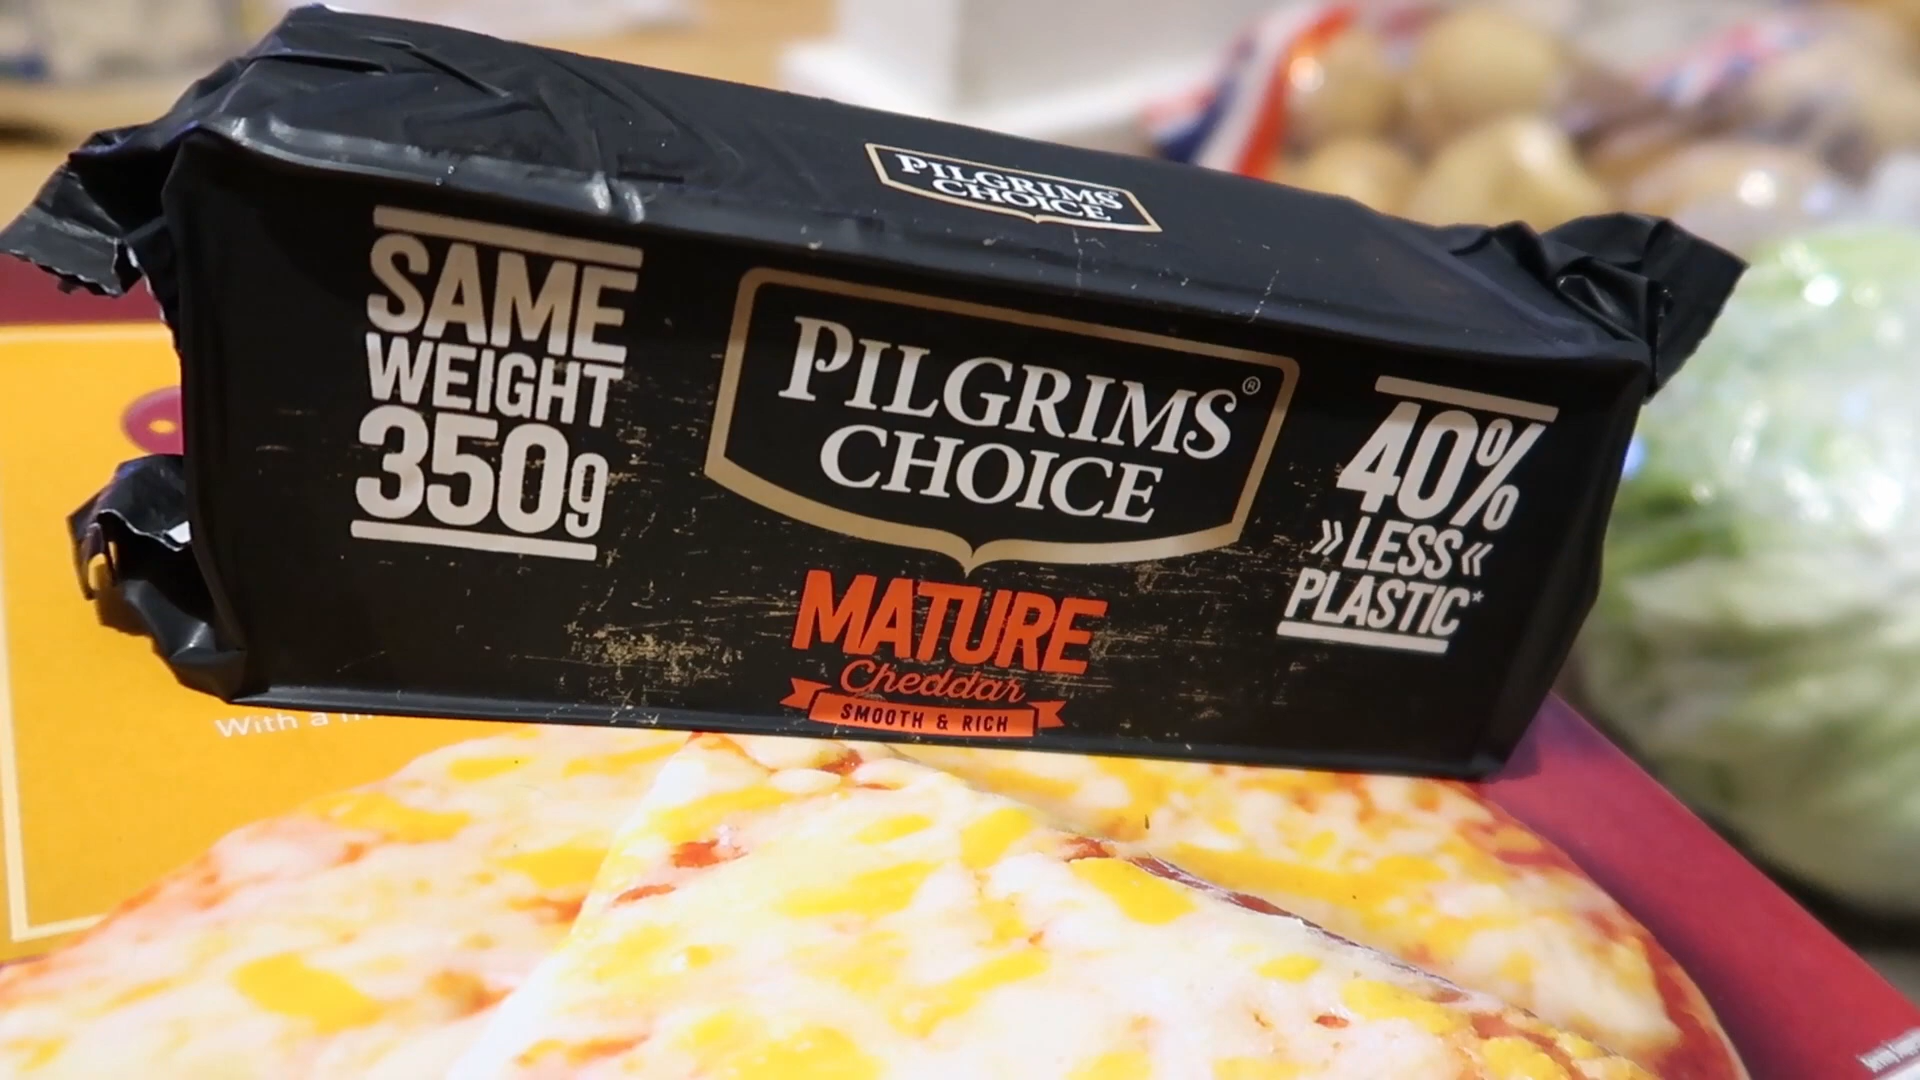 PILGRIMS
CHOICE
SAME
WEIGHT
350g
PILGRIMS®
CHOICE
MATURE
Cheddar
SMOOTH & RICH
40%
»LESS«
PLASTIC*
With a